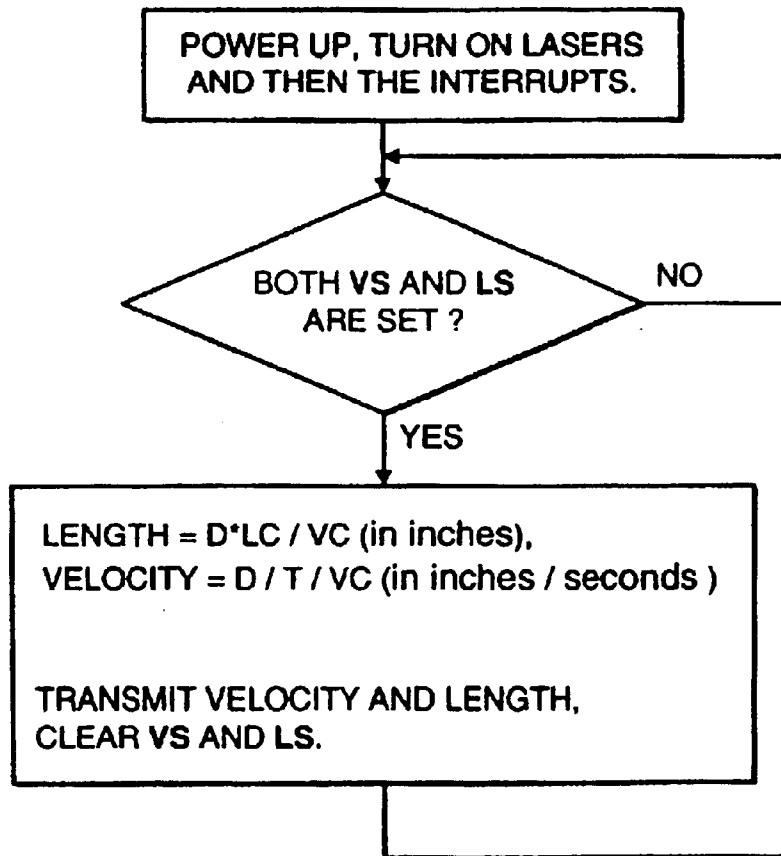 POWER UP, TURN ON LASERS
AND THEN THE INTERRUPTS.
BOTH VS AND LS
ARE SET ?
NO
YES
LENGTH = D*LC / VC (in inches),
VELOCITY = D / T / VC (in inches / seconds )
TRANSMIT VELOCITY AND LENGTH,
CLEAR VS AND LS.